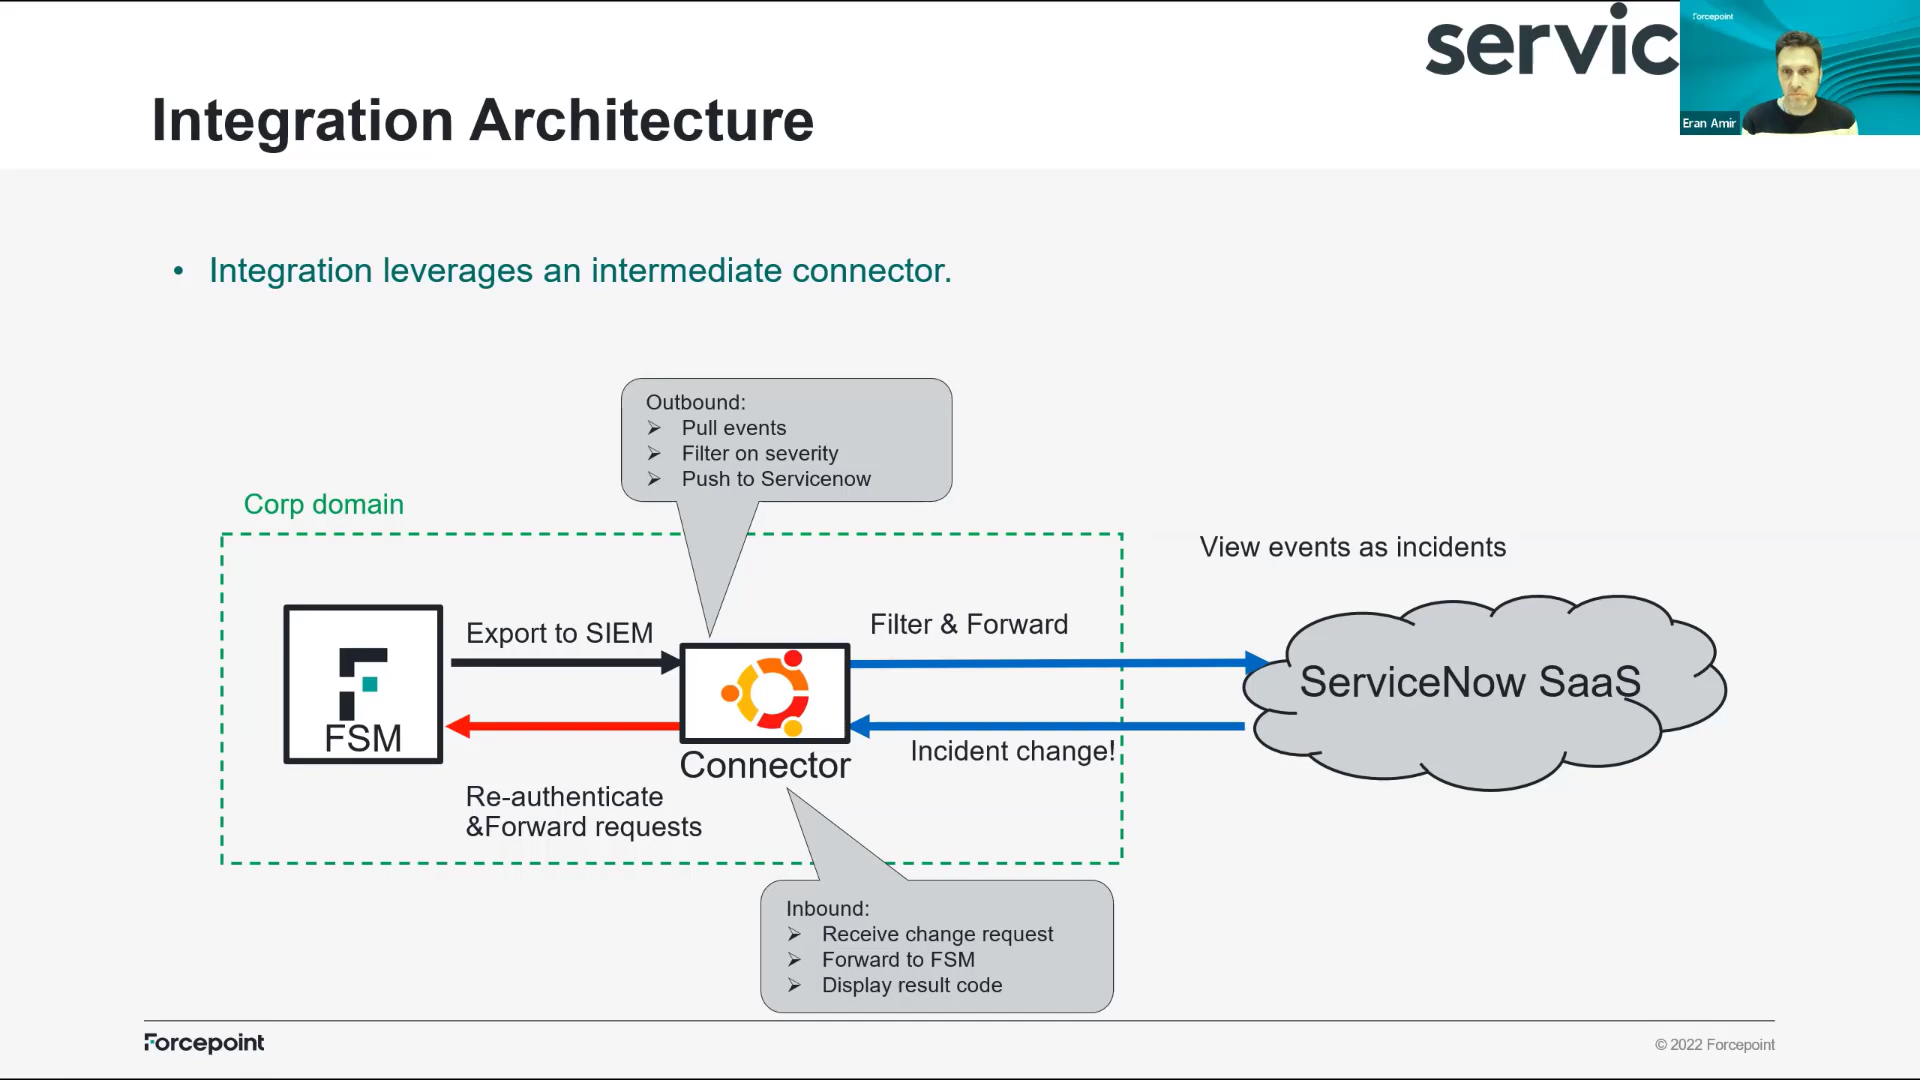 servic
Forcepoint
Eran Amir
Integration Architecture
• Integration leverages an intermediate connector.
Outbound:
➢ Pull events
➢ Filter on severity
➢ Push to Servicenow
Corp domain
View events as incidents
Export to SIEM
Filter & Forward
FSM
ServiceNow SaaS
Connector
Incident change!
Re-authenticate
&Forward requests
Inbound:
➢ Receive change request
➢ Forward to FSM
➢ Display result code
Forcepoint
© 2022 Forcepoint